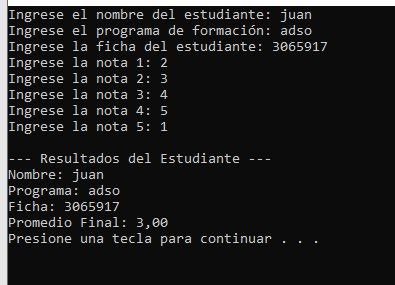 Ingrese el nombre del estudiante: juan
Ingrese el programa de formación: adso
Ingrese la ficha del estudiante: 3065917
Ingrese la nota 1: 2
Ingrese la nota 2: 3
Ingrese la nota 3: 4
Ingrese la nota 4: 5
Ingrese la nota 5: 1
--- Resultados del Estudiante ---
Nombre: juan
Programa: adso
Ficha: 3065917
Promedio Final: 3,00
Presione una tecla para continuar . . .